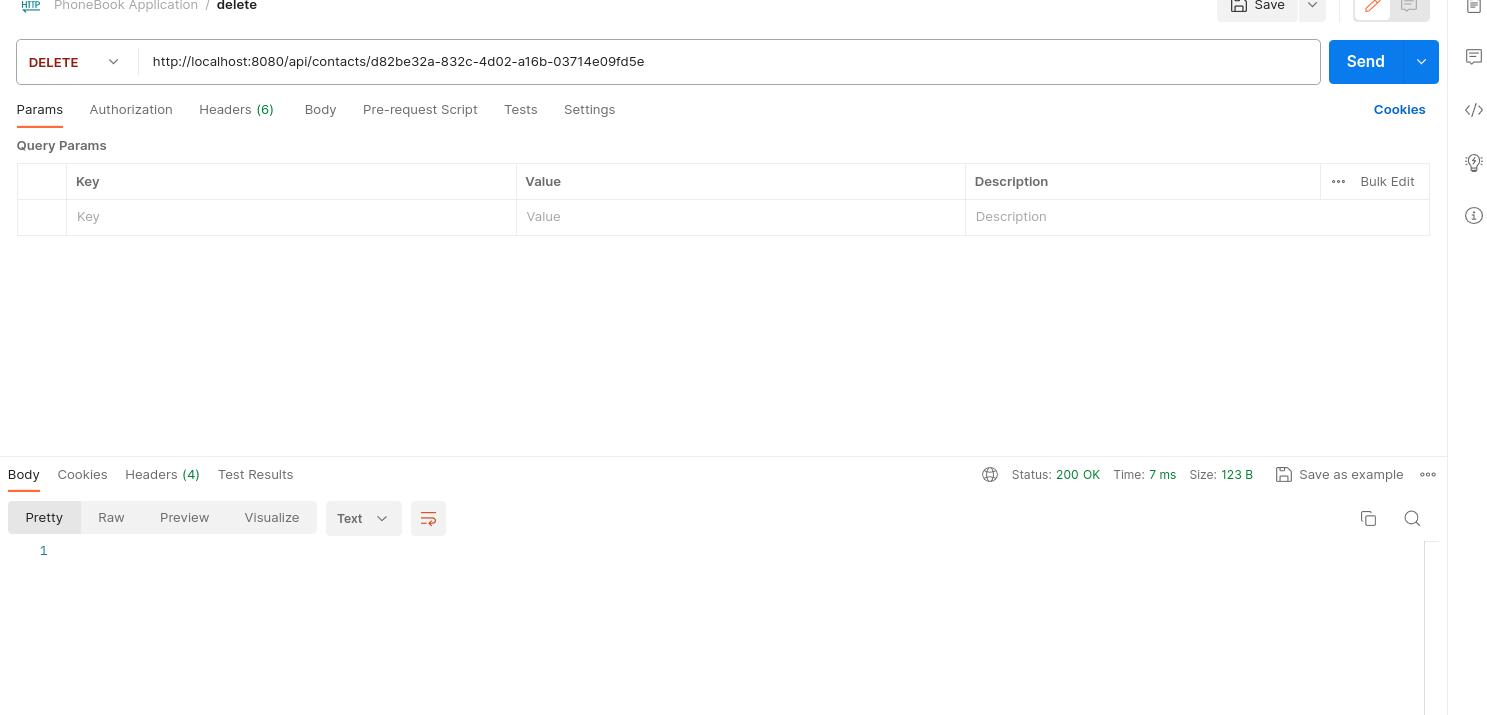 HTTP PhoneBook Application / delete Save
DELETE http://localhost:8080/api/contacts/d82be32a-832c-4d02-a16b-03714e09fd5e Send
Params Authorization Headers (6) Body Pre-request Script Tests Settings Cookies
Query Params
Key Value Description Bulk Edit
Key Value Description
Body Cookies Headers (4) Test Results Status: 200 OK Time: 7 ms Size: 123 B Save as example
Pretty Raw Preview Visualize Text
1